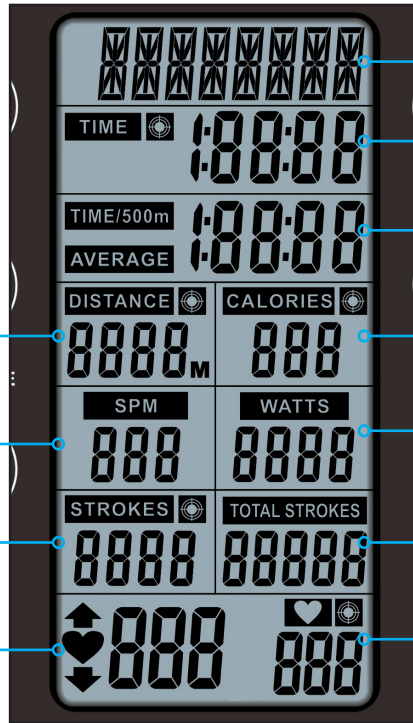 TIME
1:88:88
TIME/500m
1:88:88
AVERAGE
DISTANCE
CALORIES
8888M
888
SPM
WATTS
888
8888
STROKES
TOTAL STROKES
8888
88888
888
888